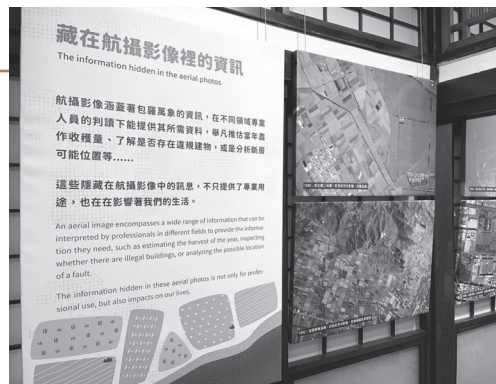 藏在航攝影像裡的資訊
The information hidden in the aerial photos
航攝影像涵蓋著包羅萬象的資訊，在不同領域專業
人員的判讀下能提供其所需資料，舉凡推估當年農
作收穫量、了解是否存在違規建物，或是分析斷層
可能位置等……
這些隱藏在航攝影像中的訊息，不只提供了專業用
途，也在在影響著我們的生活。
An aerial image encompasses a wide range of information that can be
interpreted by professionals in different fields to provide the informa-
tion they need, such as estimating the harvest of the year, inspecting
whether there are illegal buildings, or analyzing the possible location
of a fault.
The information hidden in these aerial photos is not only for profes-
sional use, but also impacts on our lives.